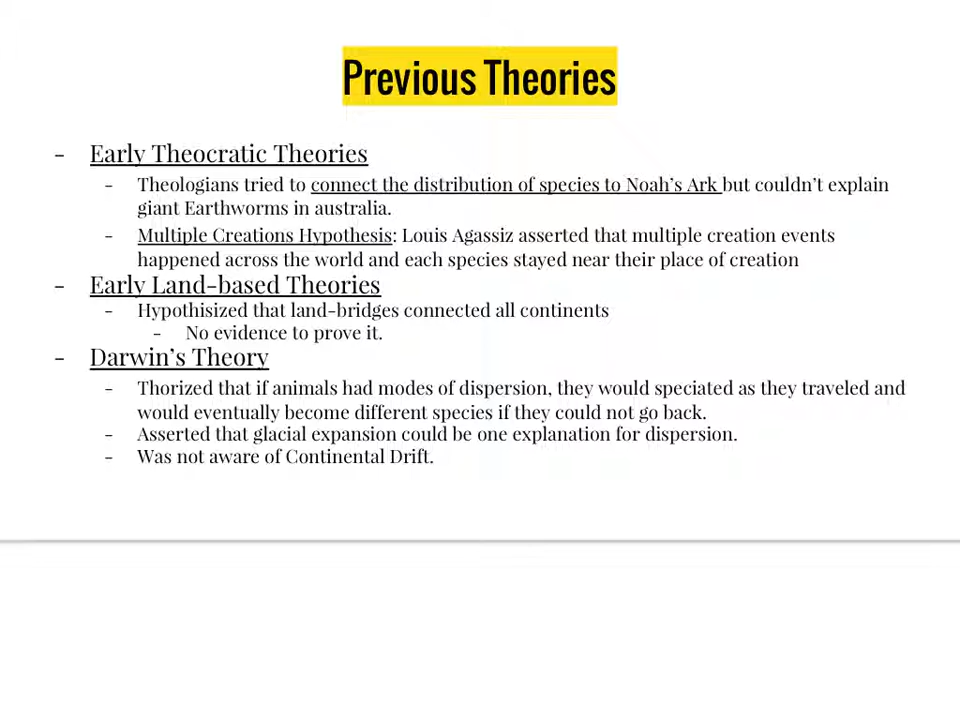 Previous Theories
- Early Theocratic Theories
- Theologians tried to connect the distribution of species to Noah's Ark but couldn't explain
giant Earthworms in australia.
- Multiple Creations Hypothesis: Louis Agassiz asserted that multiple creation events
happened across the world and each species stayed near their place of creation
- Early Land-based Theories
- Hypothisized that land-bridges connected all continents
- No evidence to prove it.
- Darwin's Theory
- Thorized that if animals had modes of dispersion, they would speciated as they traveled and
would eventually become different species if they could not go back.
- Asserted that glacial expansion could be one explanation for dispersion.
- Was not aware of Continental Drift.